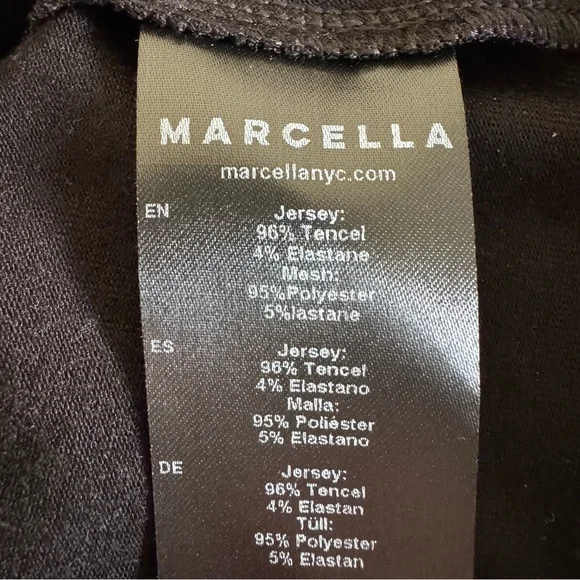 MARCELLA
marcellanyc.com
EN Jersey:
96% Tencel
4% Elastane
Mesh:
95%Polyester
5%lastane
ES Jersey:
96% Tencel
4% Elastano
Malla:
95% Poliéster
5% Elastano
DE Jersey:
96% Tencel
4% Elastan
Tüll:
95% Polyester
5% Elastan